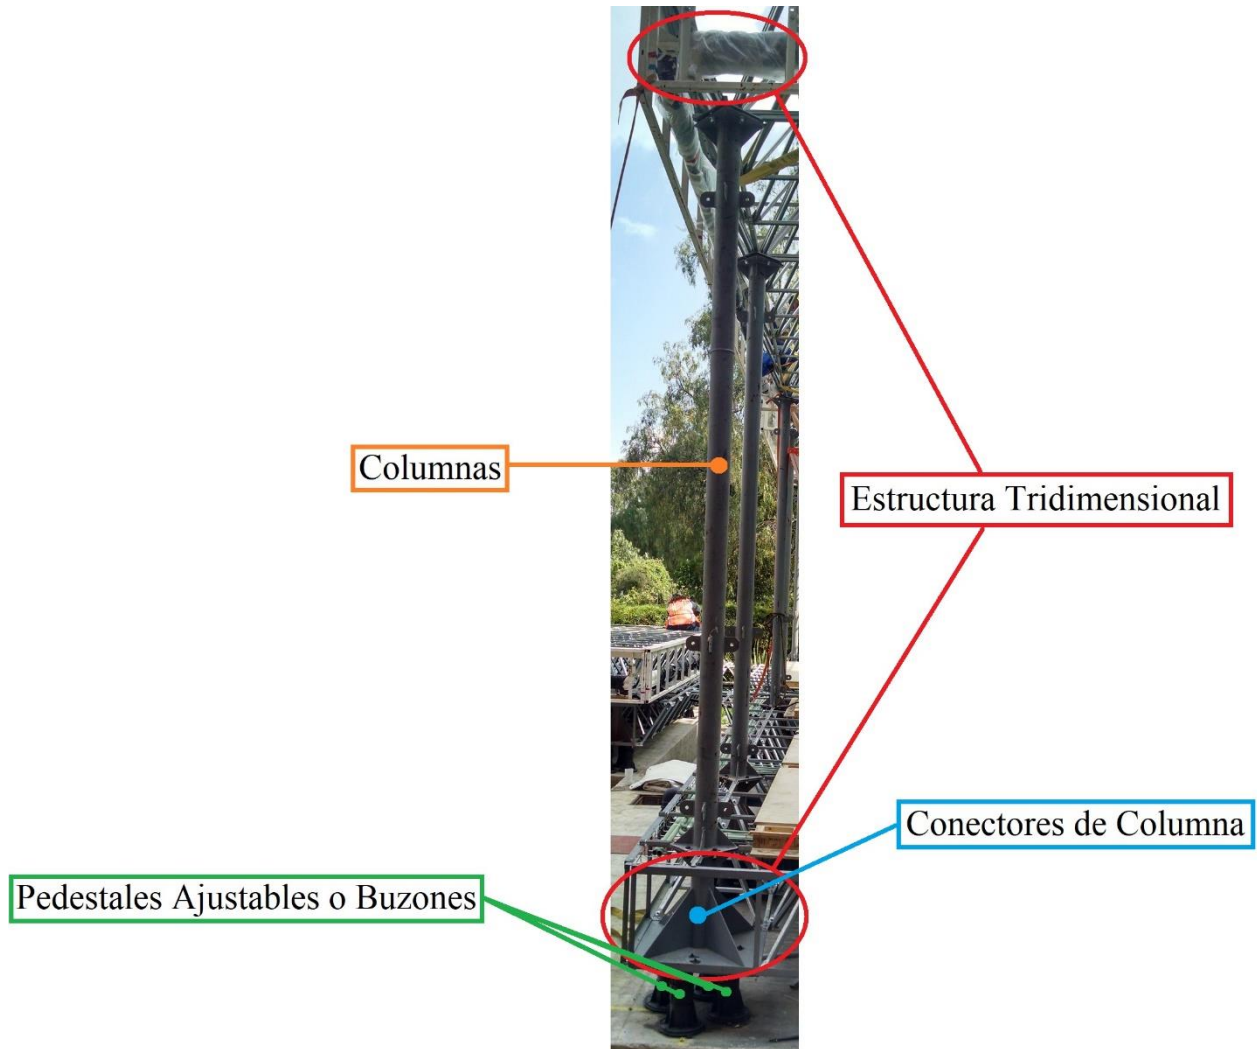 Columnas
Estructura Tridimensional
Conectores de Columna
Pedestales Ajustables o Buzones